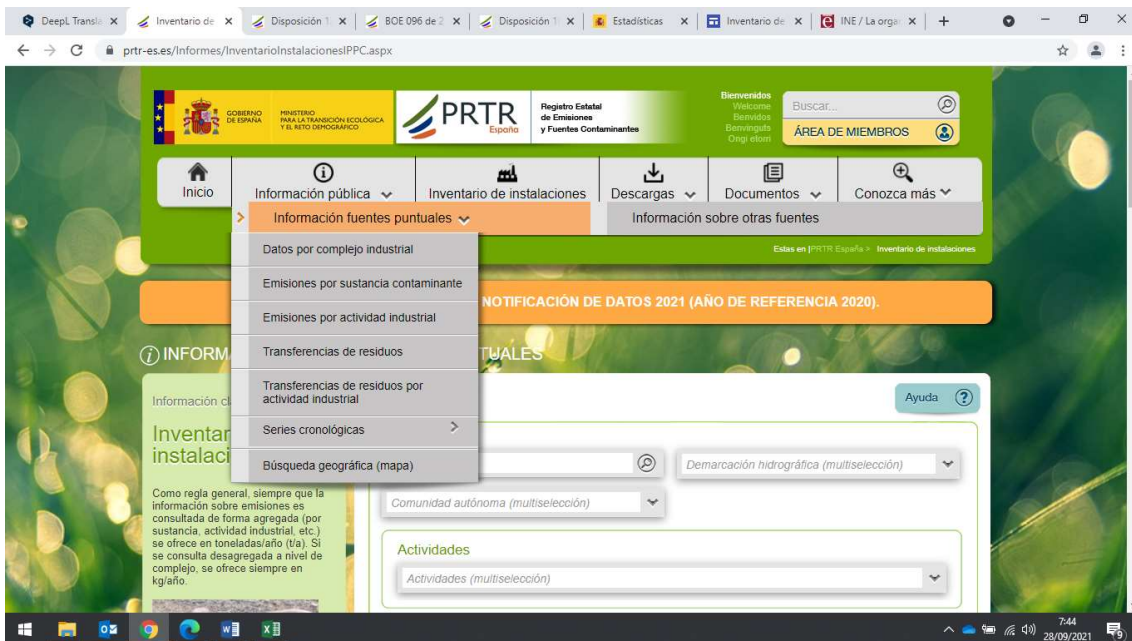 DeepL Transla
Inventario de
Disposición 1
BOE 096 de 2
Disposición 1
Estadísticas
Inventario de
INE / La orga
prtr-es.es/Informes/InventarioInstalacionesIPPC.aspx
GOBIERNO
DE ESPAÑA
MINISTERIO
PARA LA TRANSICIÓN ECOLÓGICA
Y EL RETO DEMOGRÁFICO
PRTR
España
Registro Estatal
de Emisiones
y Fuentes Contaminantes
Bienvenidos
Welcome
Benvidos
Benvinguts
Ongi etorri
Buscar...
ÁREA DE MIEMBROS
Inicio
Información pública
Inventario de instalaciones
Descargas
Documentos
Conozca más
Información fuentes puntuales
Información sobre otras fuentes
Estas en |PRTR España > Inventario de instalaciones
Datos por complejo industrial
Emisiones por sustancia contaminante
Emisiones por actividad industrial
Transferencias de residuos
Transferencias de residuos por
actividad industrial
Series cronológicas
Búsqueda geográfica (mapa)
NOTIFICACIÓN DE DATOS 2021 (AÑO DE REFERENCIA 2020).
INFORM
TUALES
Información cl
Ayuda ?
Inventar
instalaci
Como regla general, siempre que la
información sobre emisiones es
consultada de forma agregada (por
sustancia, actividad industrial, etc.)
se ofrece en toneladas/año (t/a). Si
se consulta desagregada a nivel de
complejo, se ofrece siempre en
kg/año.
Demarcación hidrográfica (multiselección)
Comunidad autónoma (multiselección)
Actividades
Actividades (multiselección)
7:44
28/09/2021